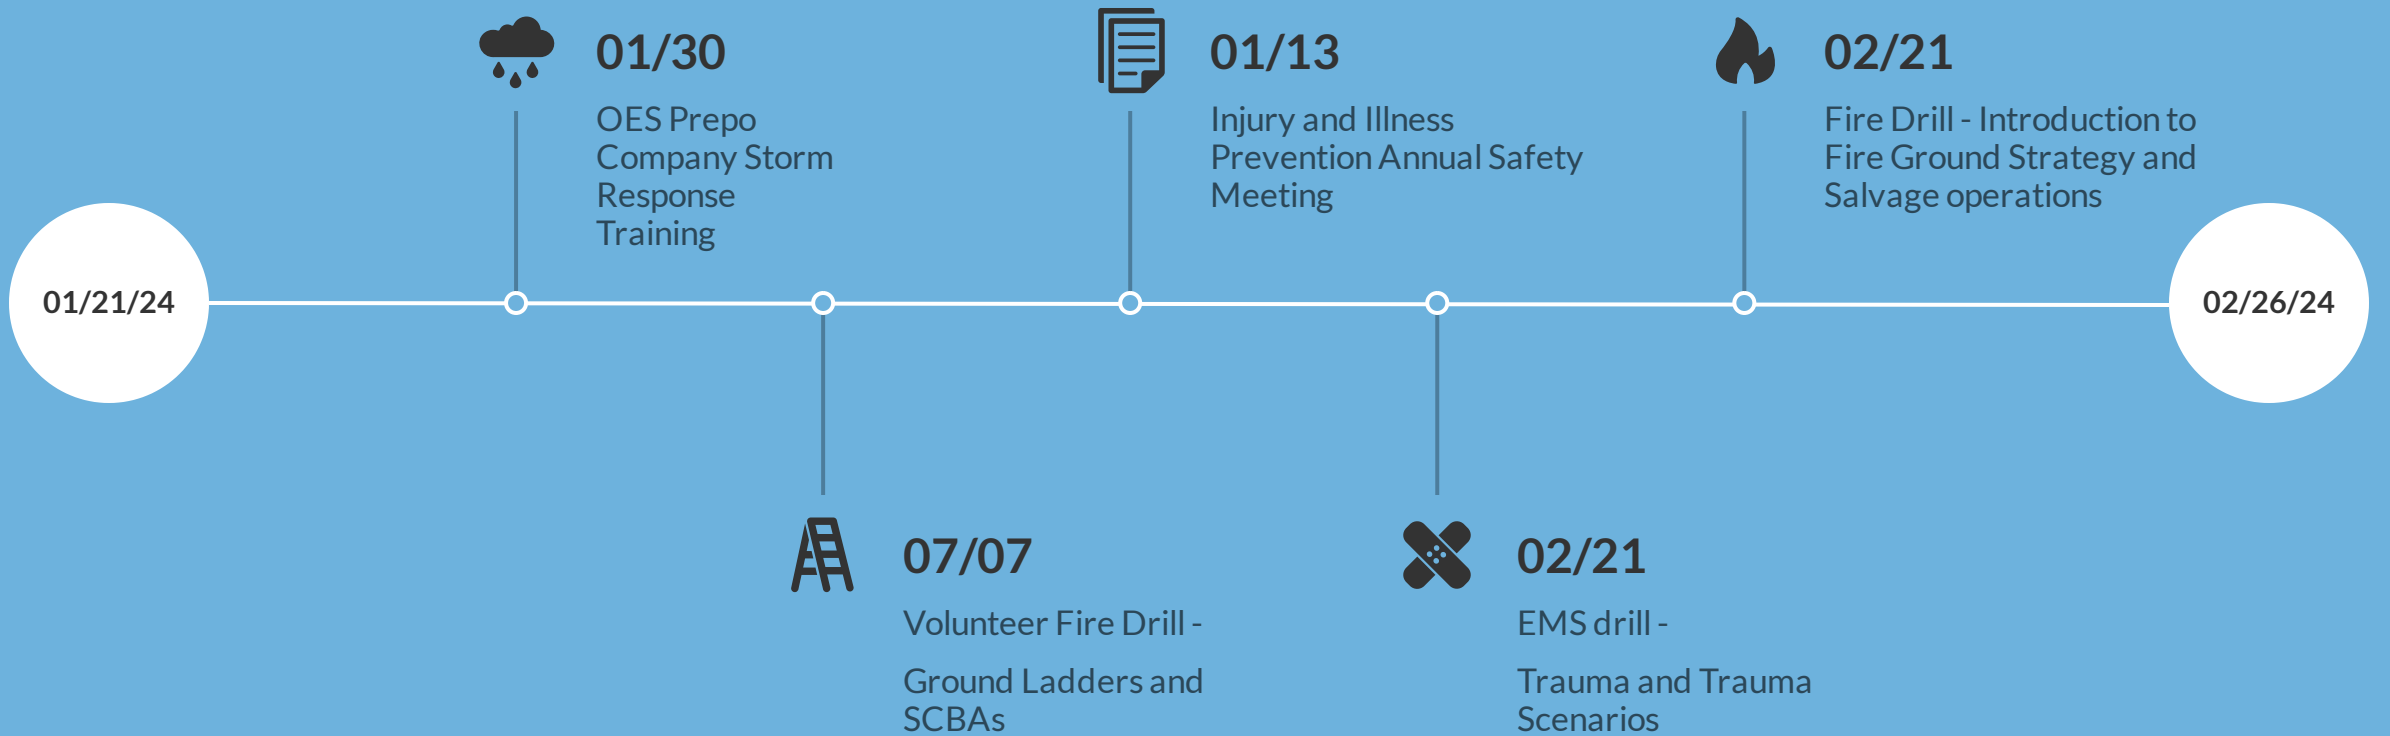 01/21/24
01/30
OES Prepo
Company Storm
Response
Training
07/07
Volunteer Fire Drill -
Ground Ladders and
SCBAs
01/13
Injury and Illness
Prevention Annual Safety
Meeting
02/21
EMS drill -
Trauma and Trauma
Scenarios
02/21
Fire Drill - Introduction to
Fire Ground Strategy and
Salvage operations
02/26/24